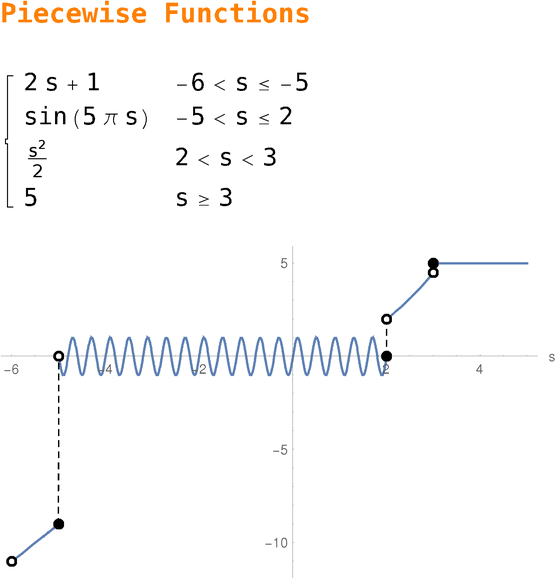 Piecewise Functions
2 s + 1 -6 < s ≤ -5
sin (5 π s) -5 < s ≤ 2
s²/2 2 < s < 3
5 s ≥ 3
5
-6 -4 -2 2 4 s
-5
-10